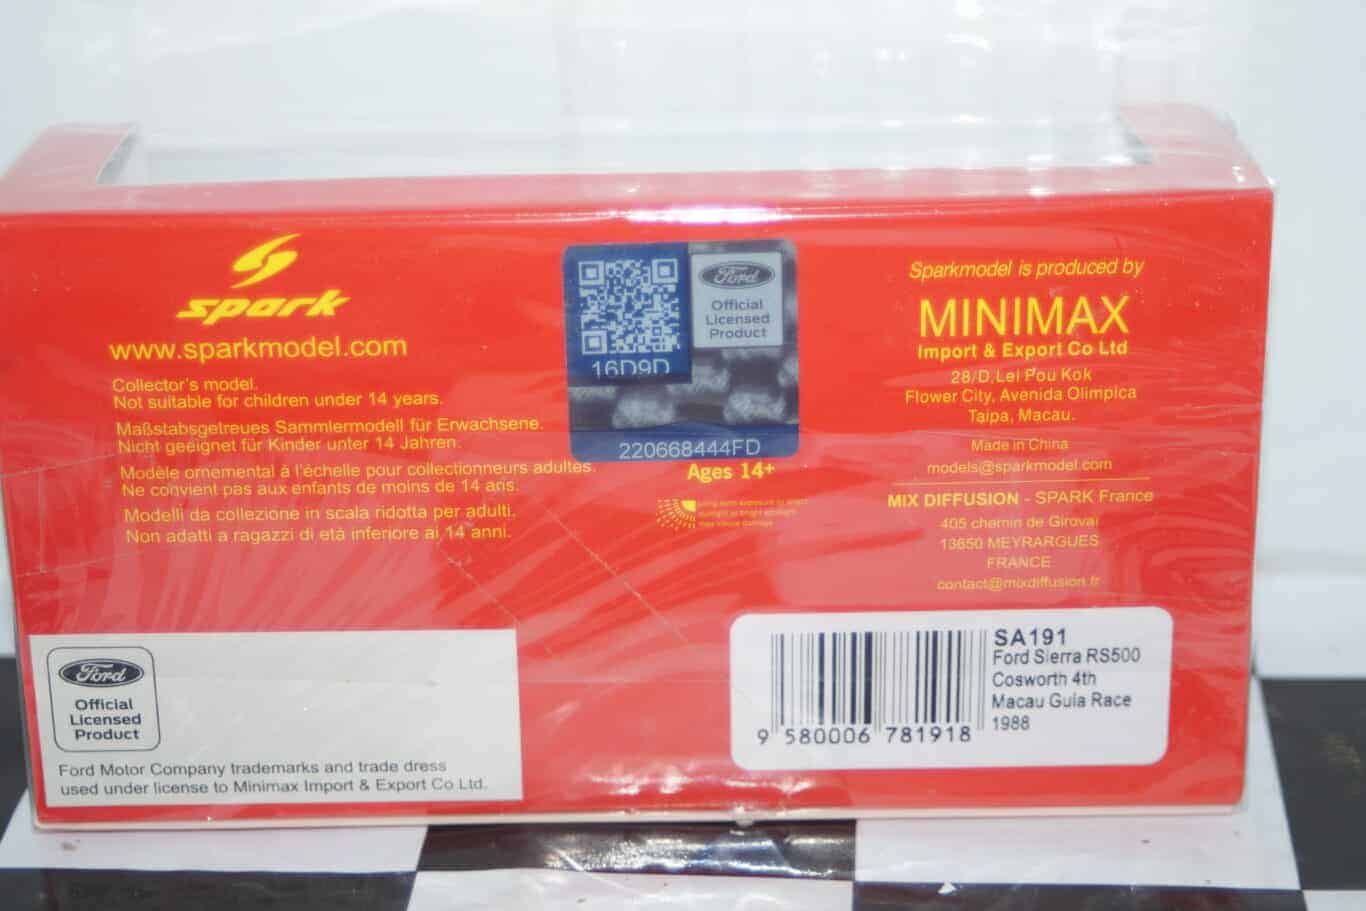 spark
www.sparkmodel.com
Collector's model.
Not suitable for children under 14 years.
Maßstabsgetreues Sammlermodell für Erwachsene.
Nicht geeignet für Kinder unter 14 Jahren.
Modèle ornemental à l'échelle pour collectionneurs adultes.
Ne convient pas aux enfants de moins de 14 ans.
Modelli da collezione in scala ridotta per adulti.
Non adatti a ragazzi di età inferiore ai 14 anni.
Ford
Official
Licensed
Product
Ford Motor Company trademarks and trade dress
used under license to Minimax Import & Export Co Ltd.
16D9D
Ford
Official
Licensed
Product
220668444FD
Ages 14+
may cause damage
Sparkmodel is produced by
MINIMAX
Import & Export Co Ltd
28/D, Lei Pou Kok
Flower City, Avenida Olimpica
Taipa, Macau.
Made in China
models@sparkmodel.com
MIX DIFFUSION - SPARK France
405 chemin de Girovai
13650 MEYRARGUES
FRANCE
contact@mixdiffusion.fr
SA191
Ford Sierra RS500
Cosworth 4th
Macau Guia Race
1988
9 580006 781918